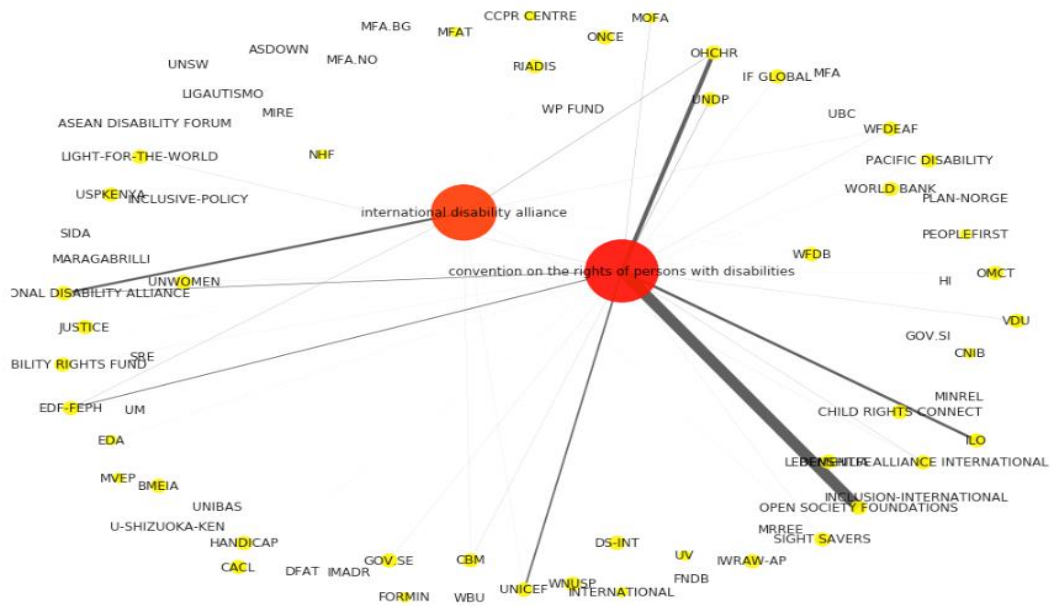 CCPR CENTRE
MOFA
MFA.BG
MFAT
ONCE
ASDOWN
MFA.NO
OHCHR
UNSW
RIADIS
IF GLOBAL
MFA
LIGAUTISMO
UNDP
MIRE
WP FUND
UBC
ASEAN DISABILITY FORUM
WFDEAF
LIGHT-FOR-THE-WORLD
NHF
PACIFIC DISABILITY
USPKENYA
INCLUSIVE-POLICY
WORLD BANK
PLAN-NORGE
international disability alliance
SIDA
PEOPLEFIRST
MARAGABRILLI
WFDB
convention on the rights of persons with disabilities
OMCT
UNWOMEN
HI
ONAL DISABILITY ALLIANCE
VDU
JUSTICE
GOV.SI
SRE
CNIB
BILITY RIGHTS FUND
MINREL
EDF-FEPH
UM
CHILD RIGHTS CONNECT
EDA
ILO
ALLIANCE INTERNATIONAL
MVEP
BMEIA
INCLUSION-INTERNATIONAL
UNIBAS
OPEN SOCIETY FOUNDATIONS
U-SHIZUOKA-KEN
MRREE
HANDICAP
DS-INT
SIGHT SAVERS
CACL
DFAT
IMADR
GOV.SE
CBM
UV
IWRAW-AP
FNDB
WNUSP
UNICEF
INTERNATIONAL
FORMIN
WBU